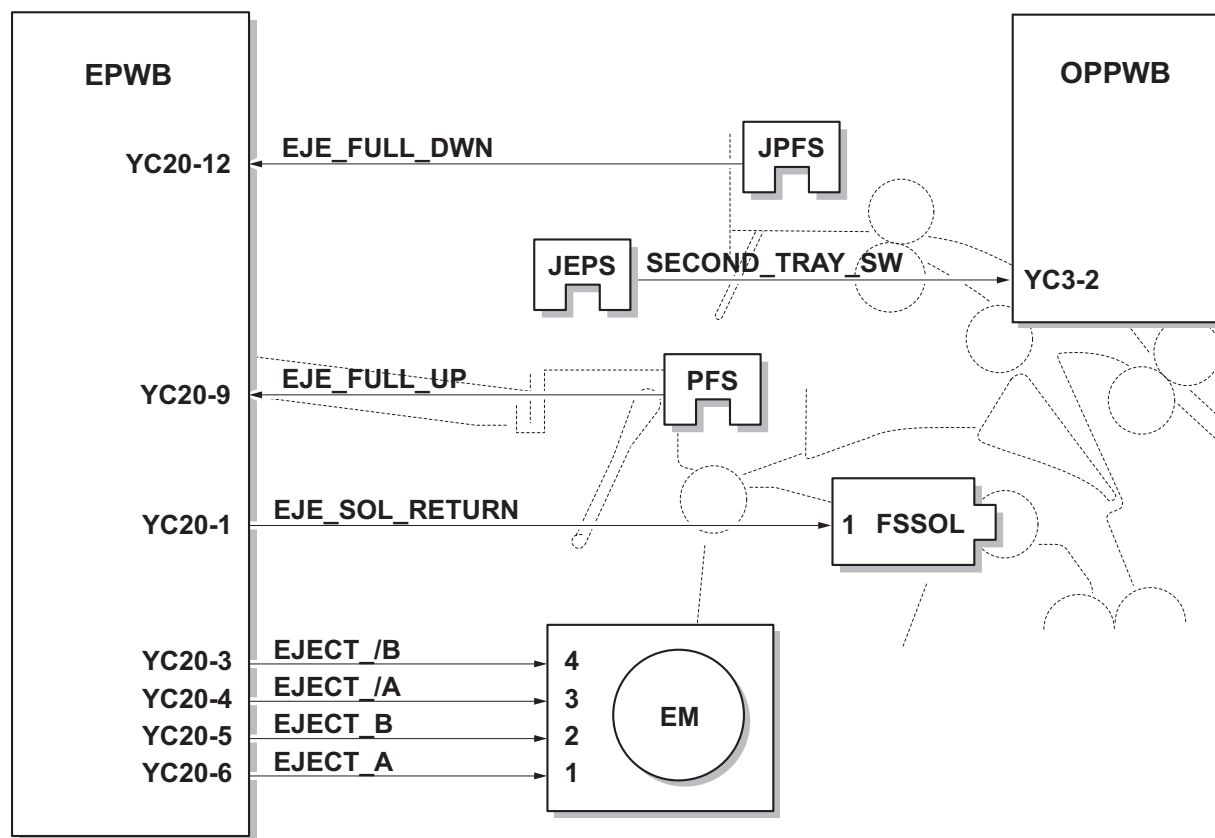 EPWB
OPPWB
YC20-12 EJE_FULL_DWN JPFS
JEPS SECOND_TRAY_SW YC3-2
YC20-9 EJE_FULL_UP PFS
YC20-1 EJE_SOL_RETURN 1 FSSOL
YC20-3 EJECT_/B 4
YC20-4 EJECT_/A 3
EM
YC20-5 EJECT_B 2
YC20-6 EJECT_A 1